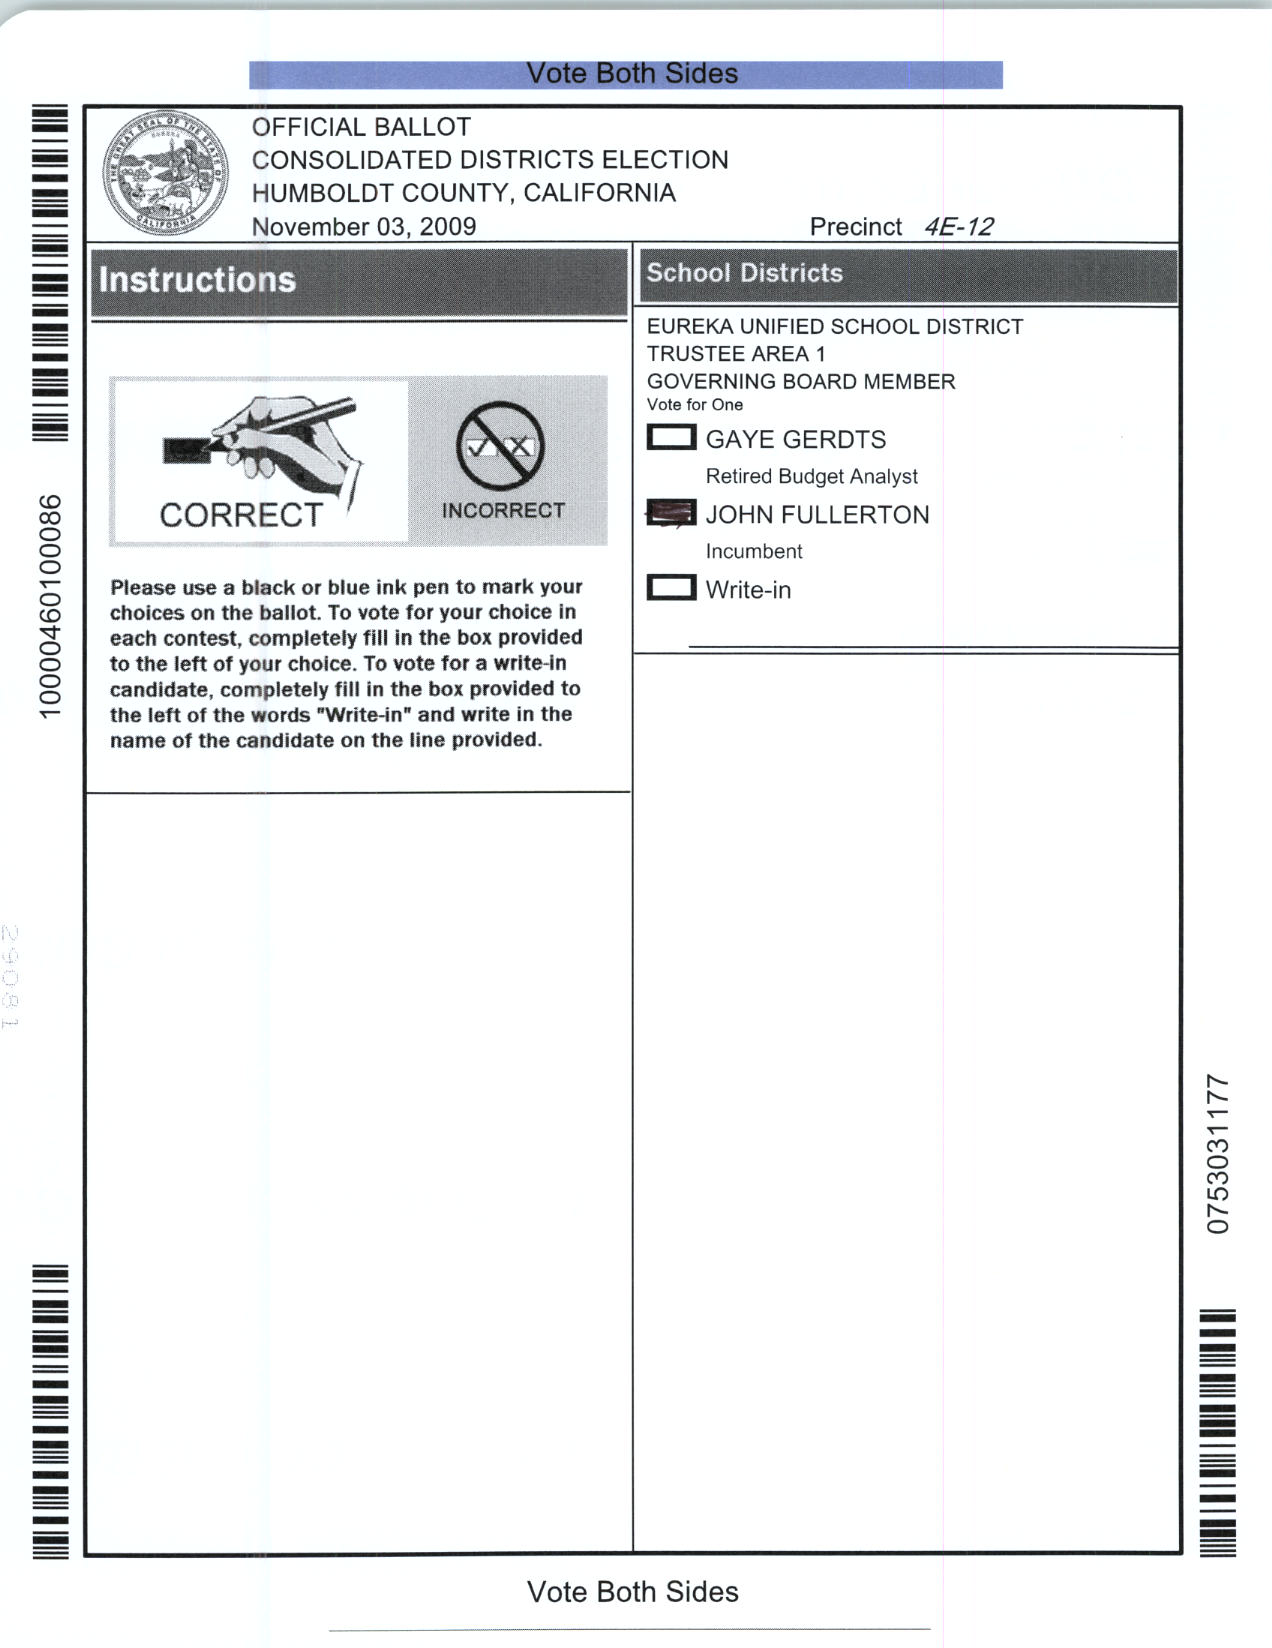 Vote Both Sides
THE GREAT SEAL OF THE STATE OF CALIFORNIA
EUREKA
OFFICIAL BALLOT
CONSOLIDATED DISTRICTS ELECTION
HUMBOLDT COUNTY, CALIFORNIA
November 03, 2009
Precinct 4E-12
Instructions
CORRECT
INCORRECT
Please use a black or blue ink pen to mark your
choices on the ballot. To vote for your choice in
each contest, completely fill in the box provided
to the left of your choice. To vote for a write-in
candidate, completely fill in the box provided to
the left of the words "Write-in" and write in the
name of the candidate on the line provided.
School Districts
EUREKA UNIFIED SCHOOL DISTRICT
TRUSTEE AREA 1
GOVERNING BOARD MEMBER
Vote for One
GAYE GERDTS
Retired Budget Analyst
JOHN FULLERTON
Incumbent
Write-in
10000460100086
29081
0753031177
Vote Both Sides